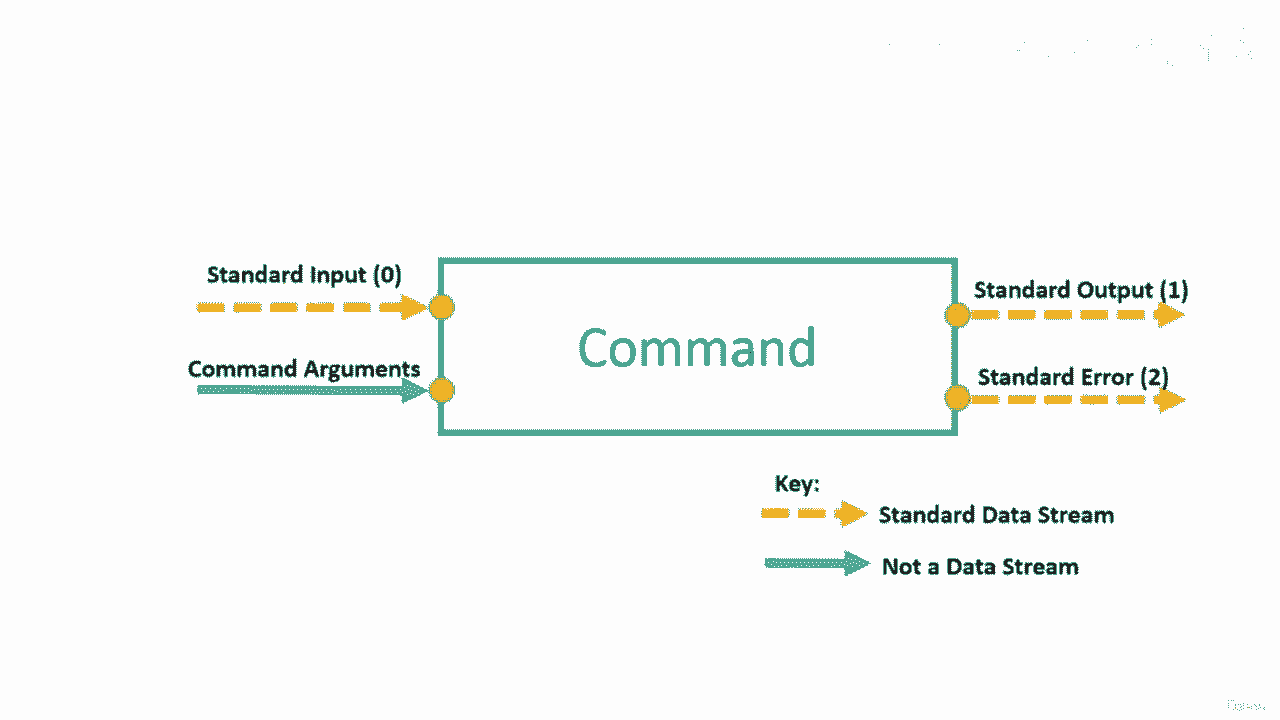 Standard Input (0)
Command Arguments
Command
Standard Output (1)
Standard Error (2)
Key:
Standard Data Stream
Not a Data Stream